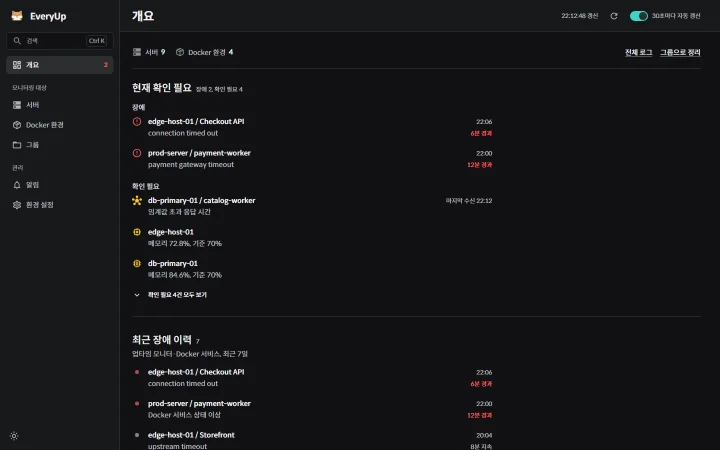 EveryUp
개요
22:12:48 갱신
30초마다 자동 갱신
검색
Ctrl K
개요
2
모니터링 대상
서버
Docker 환경
그룹
관리
알림
환경 설정
서버 9
Docker 환경 4
전체 로그
그룹으로 정리
현재 확인 필요 장애 2, 확인 필요 4
장애
edge-host-01 / Checkout API
22:06
connection timed out
6분 경과
prod-server / payment-worker
22:00
payment gateway timeout
12분 경과
확인 필요
db-primary-01 / catalog-worker
마지막 수신 22:12
임계값 초과 응답 시간
edge-host-01
메모리 72.8%, 기준 70%
db-primary-01
메모리 84.6%, 기준 70%
확인 필요 4건 모두 보기
최근 장애 이력 7
업타임 모니터·Docker 서비스, 최근 7일
edge-host-01 / Checkout API
22:06
connection timed out
6분 경과
prod-server / payment-worker
22:00
Docker 서비스 상태 이상
12분 경과
edge-host-01 / Storefront
20:04
upstream timeout
8분 지속